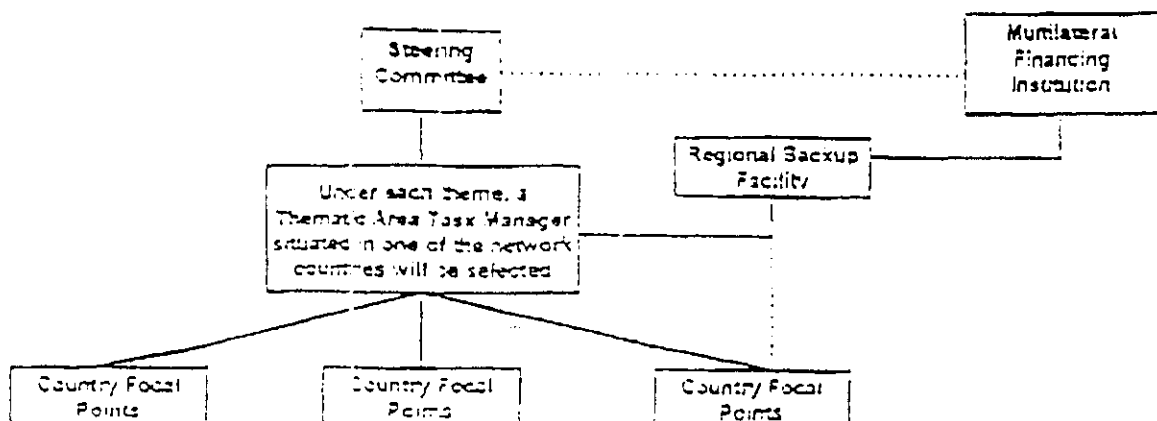 Steering
Committee
Multilateral
Financing
Institution
Regional Backup
Facility
Under each theme, a
Thematic Area Task Manager
situated in one of the network
countries will be selected
Country Focal
Points
Country Focal
Points
Country Focal
Points